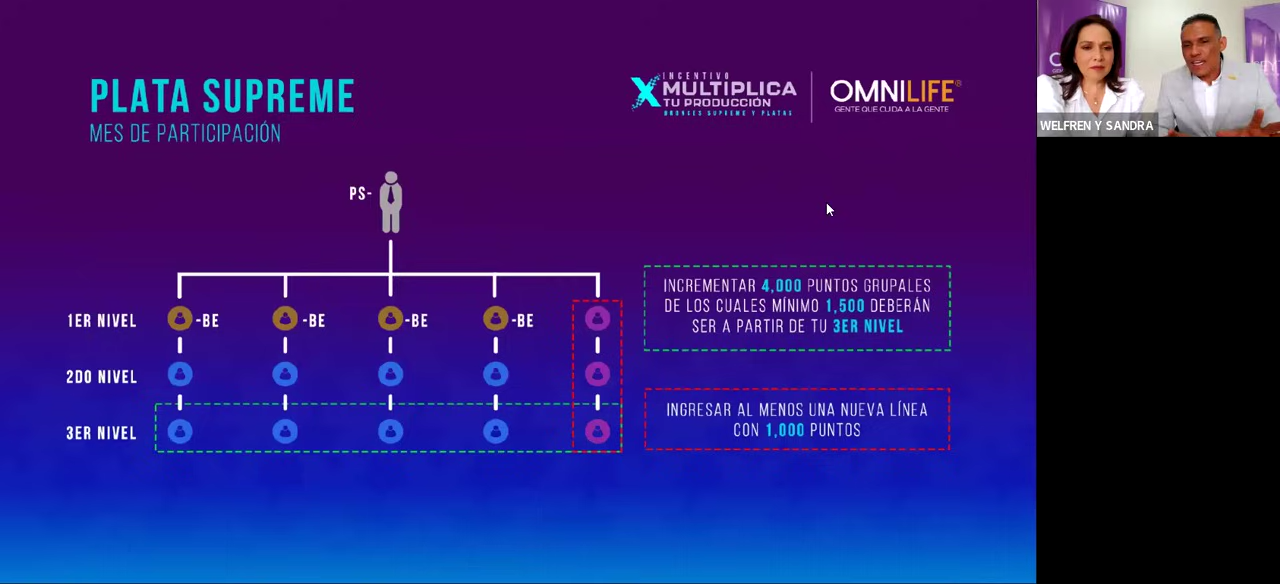 PLATA SUPREME
MES DE PARTICIPACIÓN
INCENTIVO
MULTIPLICA
TU PRODUCCIÓN
BRONCES SUPREME Y PLATAS
OMNILIFE®
GENTE QUE CUIDA A LA GENTE
WELFREN Y SANDRA
PS-
1ER NIVEL
-BE
-BE
-BE
-BE
2DO NIVEL
3ER NIVEL
INCREMENTAR 4,000 PUNTOS GRUPALES
DE LOS CUALES MÍNIMO 1,500 DEBERÁN
SER A PARTIR DE TU 3ER NIVEL
INGRESAR AL MENOS UNA NUEVA LÍNEA
CON 1,000 PUNTOS